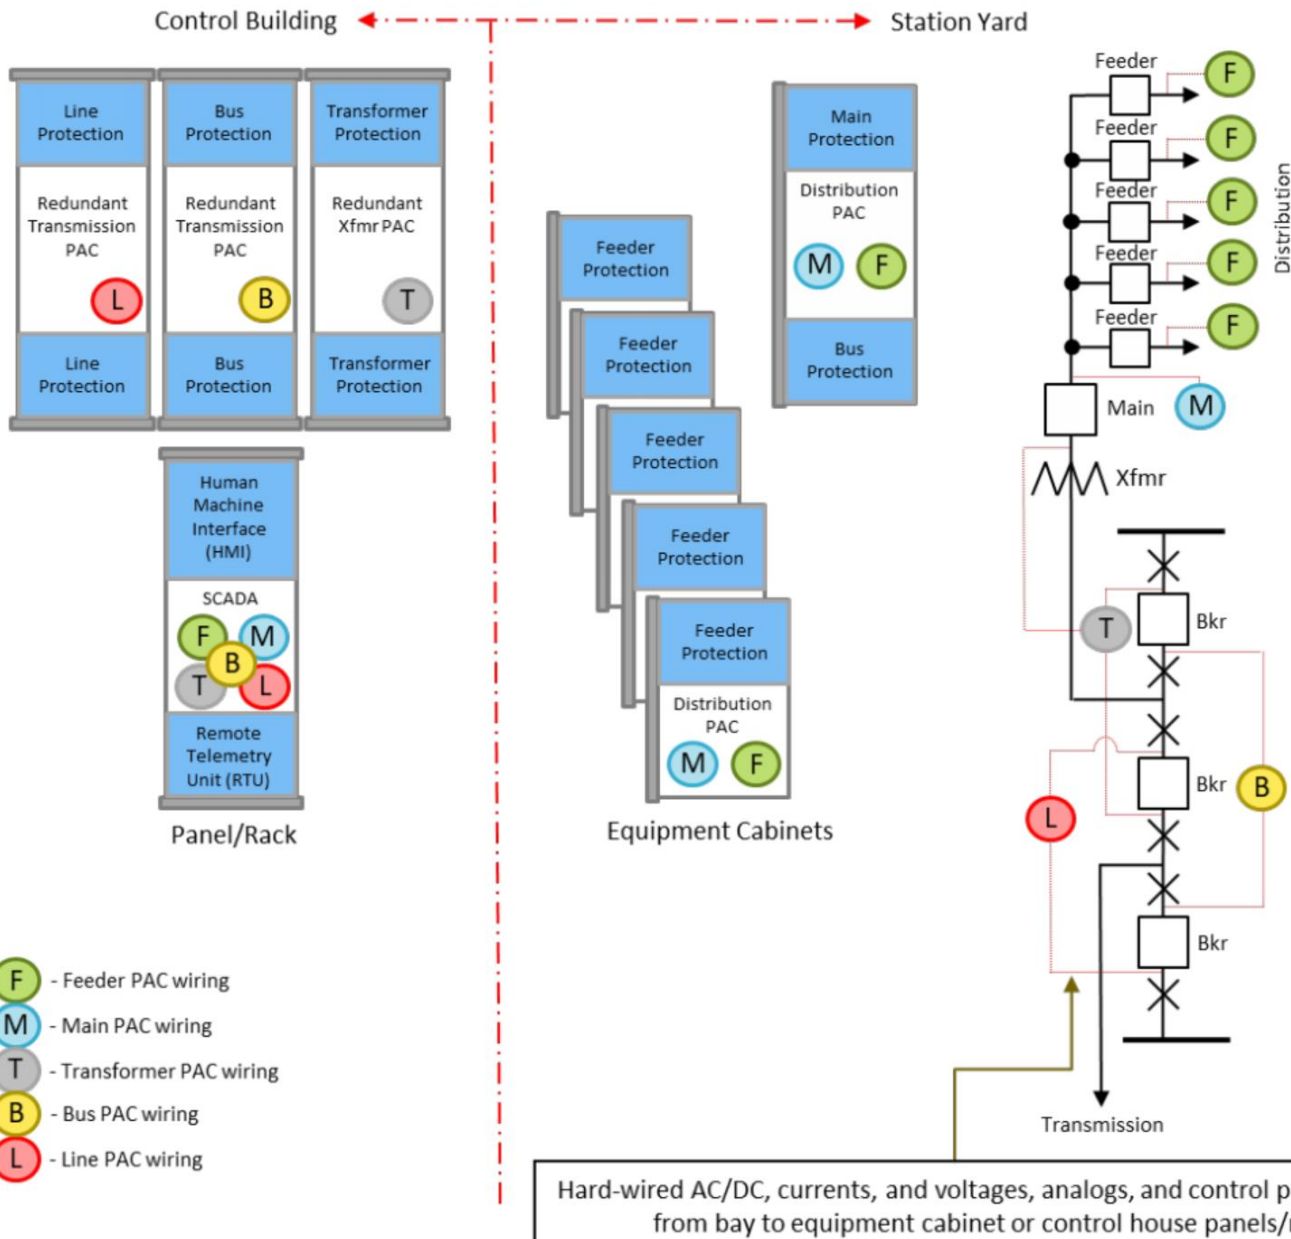 Control Building
Station Yard
Line
Protection
Redundant
Transmission
PAC
L
Line
Protection
Bus
Protection
Redundant
Transmission
PAC
B
Bus
Protection
Transformer
Protection
Redundant
Xfmr PAC
T
Transformer
Protection
Human
Machine
Interface
(HMI)
SCADA
F
M
B
T
L
Remote
Telemetry
Unit (RTU)
Panel/Rack
Feeder
Protection
Feeder
Protection
Feeder
Protection
Feeder
Protection
Feeder
Protection
Distribution
PAC
M
F
Main
Protection
Distribution
PAC
M
F
Bus
Protection
Equipment Cabinets
Feeder
F
Feeder
F
Feeder
F
Feeder
F
Feeder
F
Distribution
Main
M
Xfmr
T
Bkr
L
Bkr
B
Bkr
Transmission
F - Feeder PAC wiring
M - Main PAC wiring
T - Transformer PAC wiring
B - Bus PAC wiring
L - Line PAC wiring
Hard-wired AC/DC, currents, and voltages, analogs, and control
from bay to equipment cabinet or control house